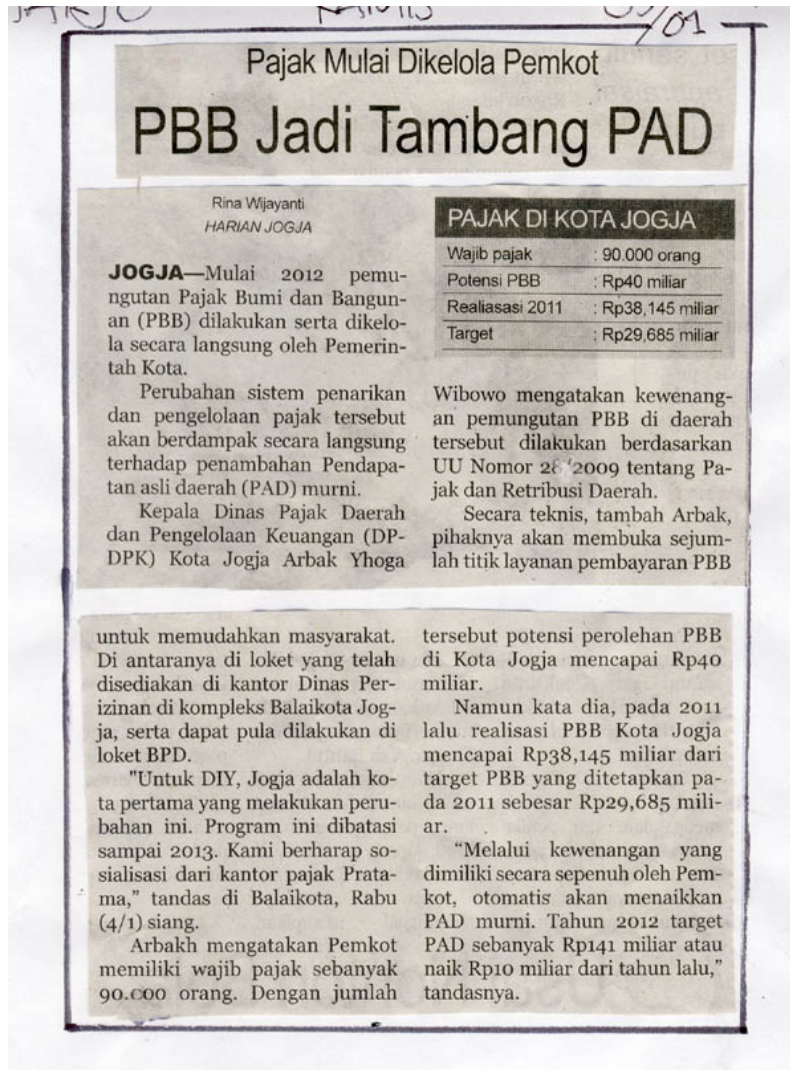 /01
Pajak Mulai Dikelola Pemkot
PBB Jadi Tambang PAD
Rina Wijayanti
HARIAN JOGJA
JOGJA—Mulai 2012 pemu-
ngutan Pajak Bumi dan Bangun-
an (PBB) dilakukan serta dikelo-
la secara langsung oleh Pemerin-
tah Kota.
Perubahan sistem penarikan
dan pengelolaan pajak tersebut
akan berdampak secara langsung
terhadap penambahan Pendapa-
tan asli daerah (PAD) murni.
Kepala Dinas Pajak Daerah
dan Pengelolaan Keuangan (DP-
DPK) Kota Jogja Arbak Yhoga
PAJAK DI KOTA JOGJA
Wajib pajak : 90.000 orang
Potensi PBB : Rp40 miliar
Realiasasi 2011 : Rp38,145 miliar
Target : Rp29,685 miliar
Wibowo mengatakan kewenang-
an pemungutan PBB di daerah
tersebut dilakukan berdasarkan
UU Nomor 28/2009 tentang Pa-
jak dan Retribusi Daerah.
Secara teknis, tambah Arbak,
pihaknya akan membuka sejum-
lah titik layanan pembayaran PBB
untuk memudahkan masyarakat.
Di antaranya di loket yang telah
disediakan di kantor Dinas Per-
izinan di kompleks Balaikota Jog-
ja, serta dapat pula dilakukan di
loket BPD.
"Untuk DIY, Jogja adalah ko-
ta pertama yang melakukan peru-
bahan ini. Program ini dibatasi
sampai 2013. Kami berharap so-
sialisasi dari kantor pajak Prata-
ma,” tandas di Balaikota, Rabu
(4/1) siang.
Arbakh mengatakan Pemkot
memiliki wajib pajak sebanyak
90.000 orang. Dengan jumlah
tersebut potensi perolehan PBB
di Kota Jogja mencapai Rp40
miliar.
Namun kata dia, pada 2011
lalu realisasi PBB Kota Jogja
mencapai Rp38,145 miliar dari
target PBB yang ditetapkan pa-
da 2011 sebesar Rp29,685 mili-
ar.
“Melalui kewenangan yang
dimiliki secara sepenuh oleh Pem-
kot, otomatis akan menaikkan
PAD murni. Tahun 2012 target
PAD sebanyak Rp141 miliar atau
naik Rp10 miliar dari tahun lalu,”
tandasnya.